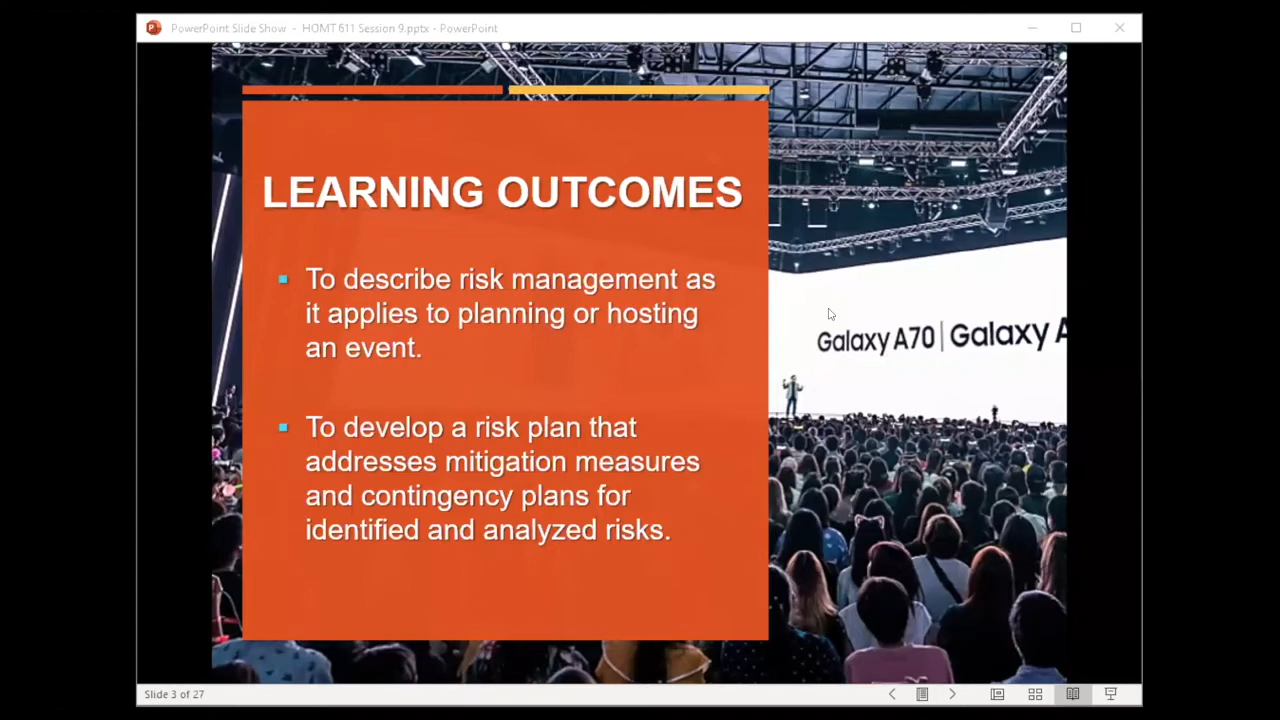 PowerPoint Slide Show - HOMT 611 Session 9.pptx - PowerPoint
LEARNING OUTCOMES
▪ To describe risk management as
it applies to planning or hosting
an event.
▪ To develop a risk plan that
addresses mitigation measures
and contingency plans for
identified and analyzed risks.
Galaxy A70 | Galaxy A
Slide 3 of 27